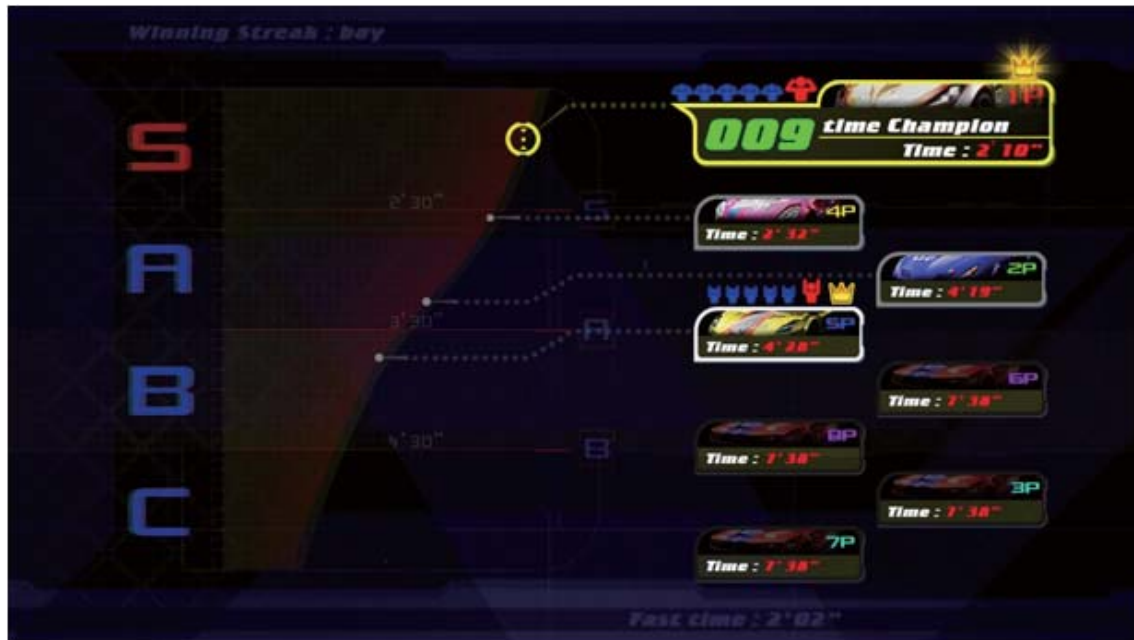 Winning Streak : boy
S
A
B
C
2'30"
3'30"
4'30"
S
A
B
1P
009
time Champion
Time : 2'10"
4P
Time : 2'32"
2P
Time : 4'19"
5P
Time : 4'28"
6P
Time : 7'38"
8P
Time : 7'38"
3P
Time : 7'38"
7P
Time : 7'38"
Fast time : 2'02"